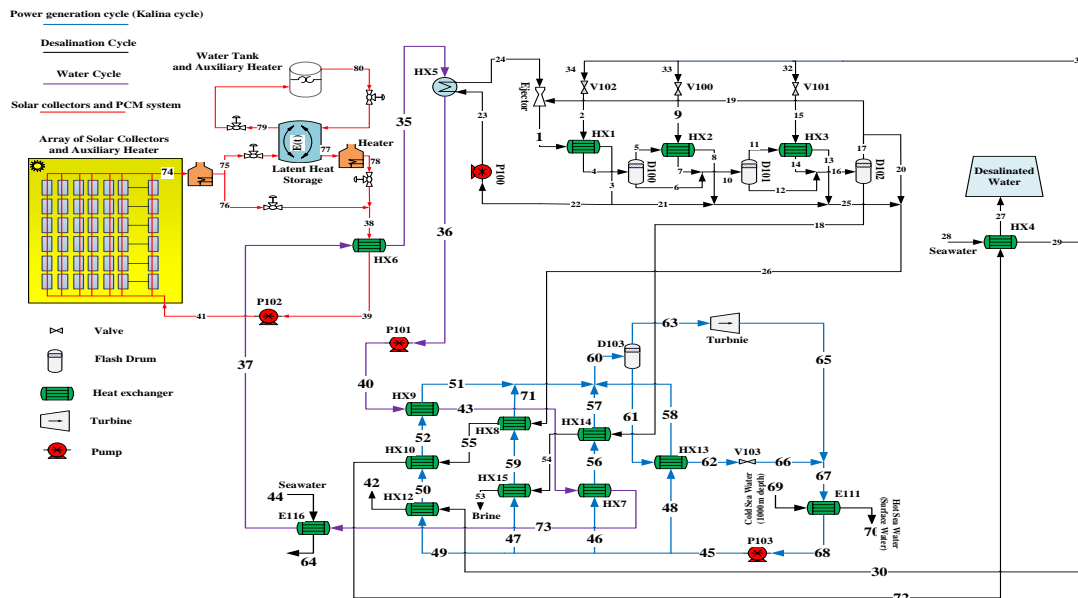 Power generation cycle (Kalina cycle)
Desalination Cycle
Water Cycle
Solar collectors and PCM system
Array of Solar Collectors
and Auxiliary Heater
Water Tank
and Auxiliary Heater
80
79
E(t)
77
Heater
78
Latent Heat
Storage
74
75
76
38
HX6
35
HX5
24
23
36
P100
22
Ejector
1
34
V102
2
HX1
4
3
5
D100
6
33
V100
9
HX2
8
7
10
21
11
D101
12
32
V101
15
HX3
13
14
16
19
17
D102
20
25
18
26
3
Desalinated
Water
27
HX4
28
Seawater
29
P102
41
39
37
P101
40
Valve
Flash Drum
Heat exchanger
Turbine
Pump
HX9
51
43
52
HX10
50
HX12
42
49
Seawater
44
E116
64
73
71
HX8
55
59
HX15
53
Brine
54
47
60
57
HX14
56
HX7
46
D103
63
Turbnie
65
61
58
HX13
62
V103
66
67
48
69
Cold Sea Water
(1000m depth)
E111
70
Hot Sea Water
(Surface Water)
45
P103
68
30
72